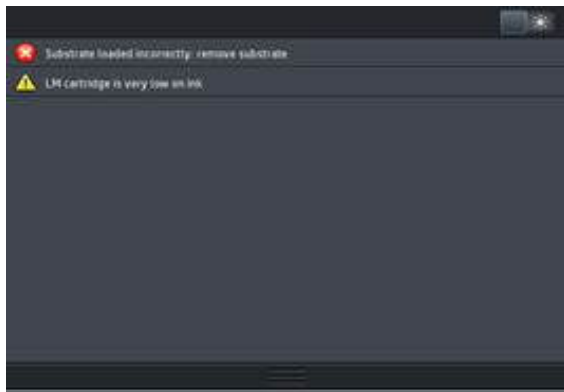 Substrate loaded incorrectly: remove substrate
LM cartridge is very low on ink